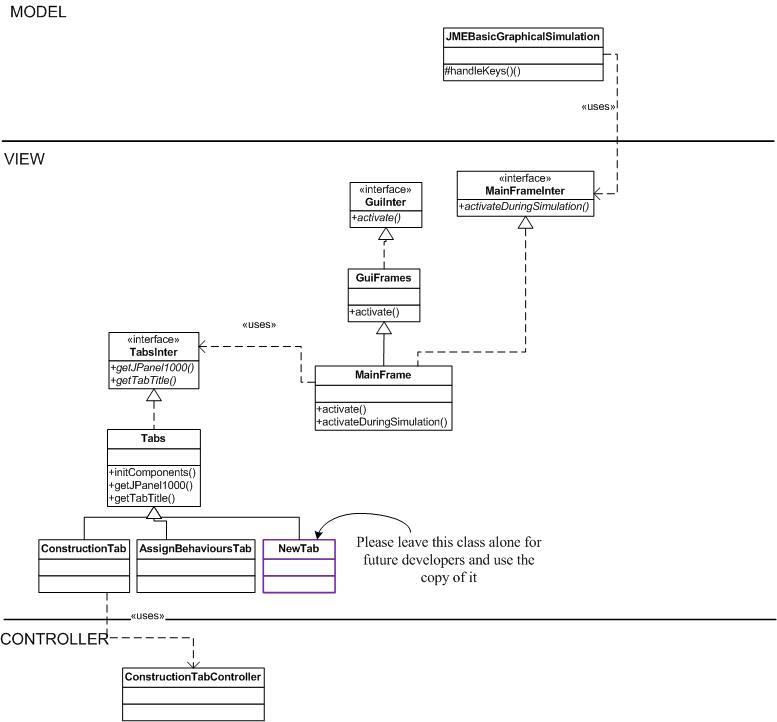 MODEL
JMEBasicGraphicalSimulation
#handleKeys()()
«uses»
VIEW
«interface»
GuiInter
+activate()
«interface»
MainFrameInter
+activateDuringSimulation()
GuiFrames
+activate()
«uses»
«interface»
TabsInter
+getJPanel1000()
+getTabTitle()
MainFrame
+activate()
+activateDuringSimulation()
Tabs
+initComponents()
+getJPanel1000()
+getTabTitle()
ConstructionTab
AssignBehavioursTab
NewTab
Please leave this class alone for
future developers and use the
copy of it
«uses»
CONTROLLER
ConstructionTabController